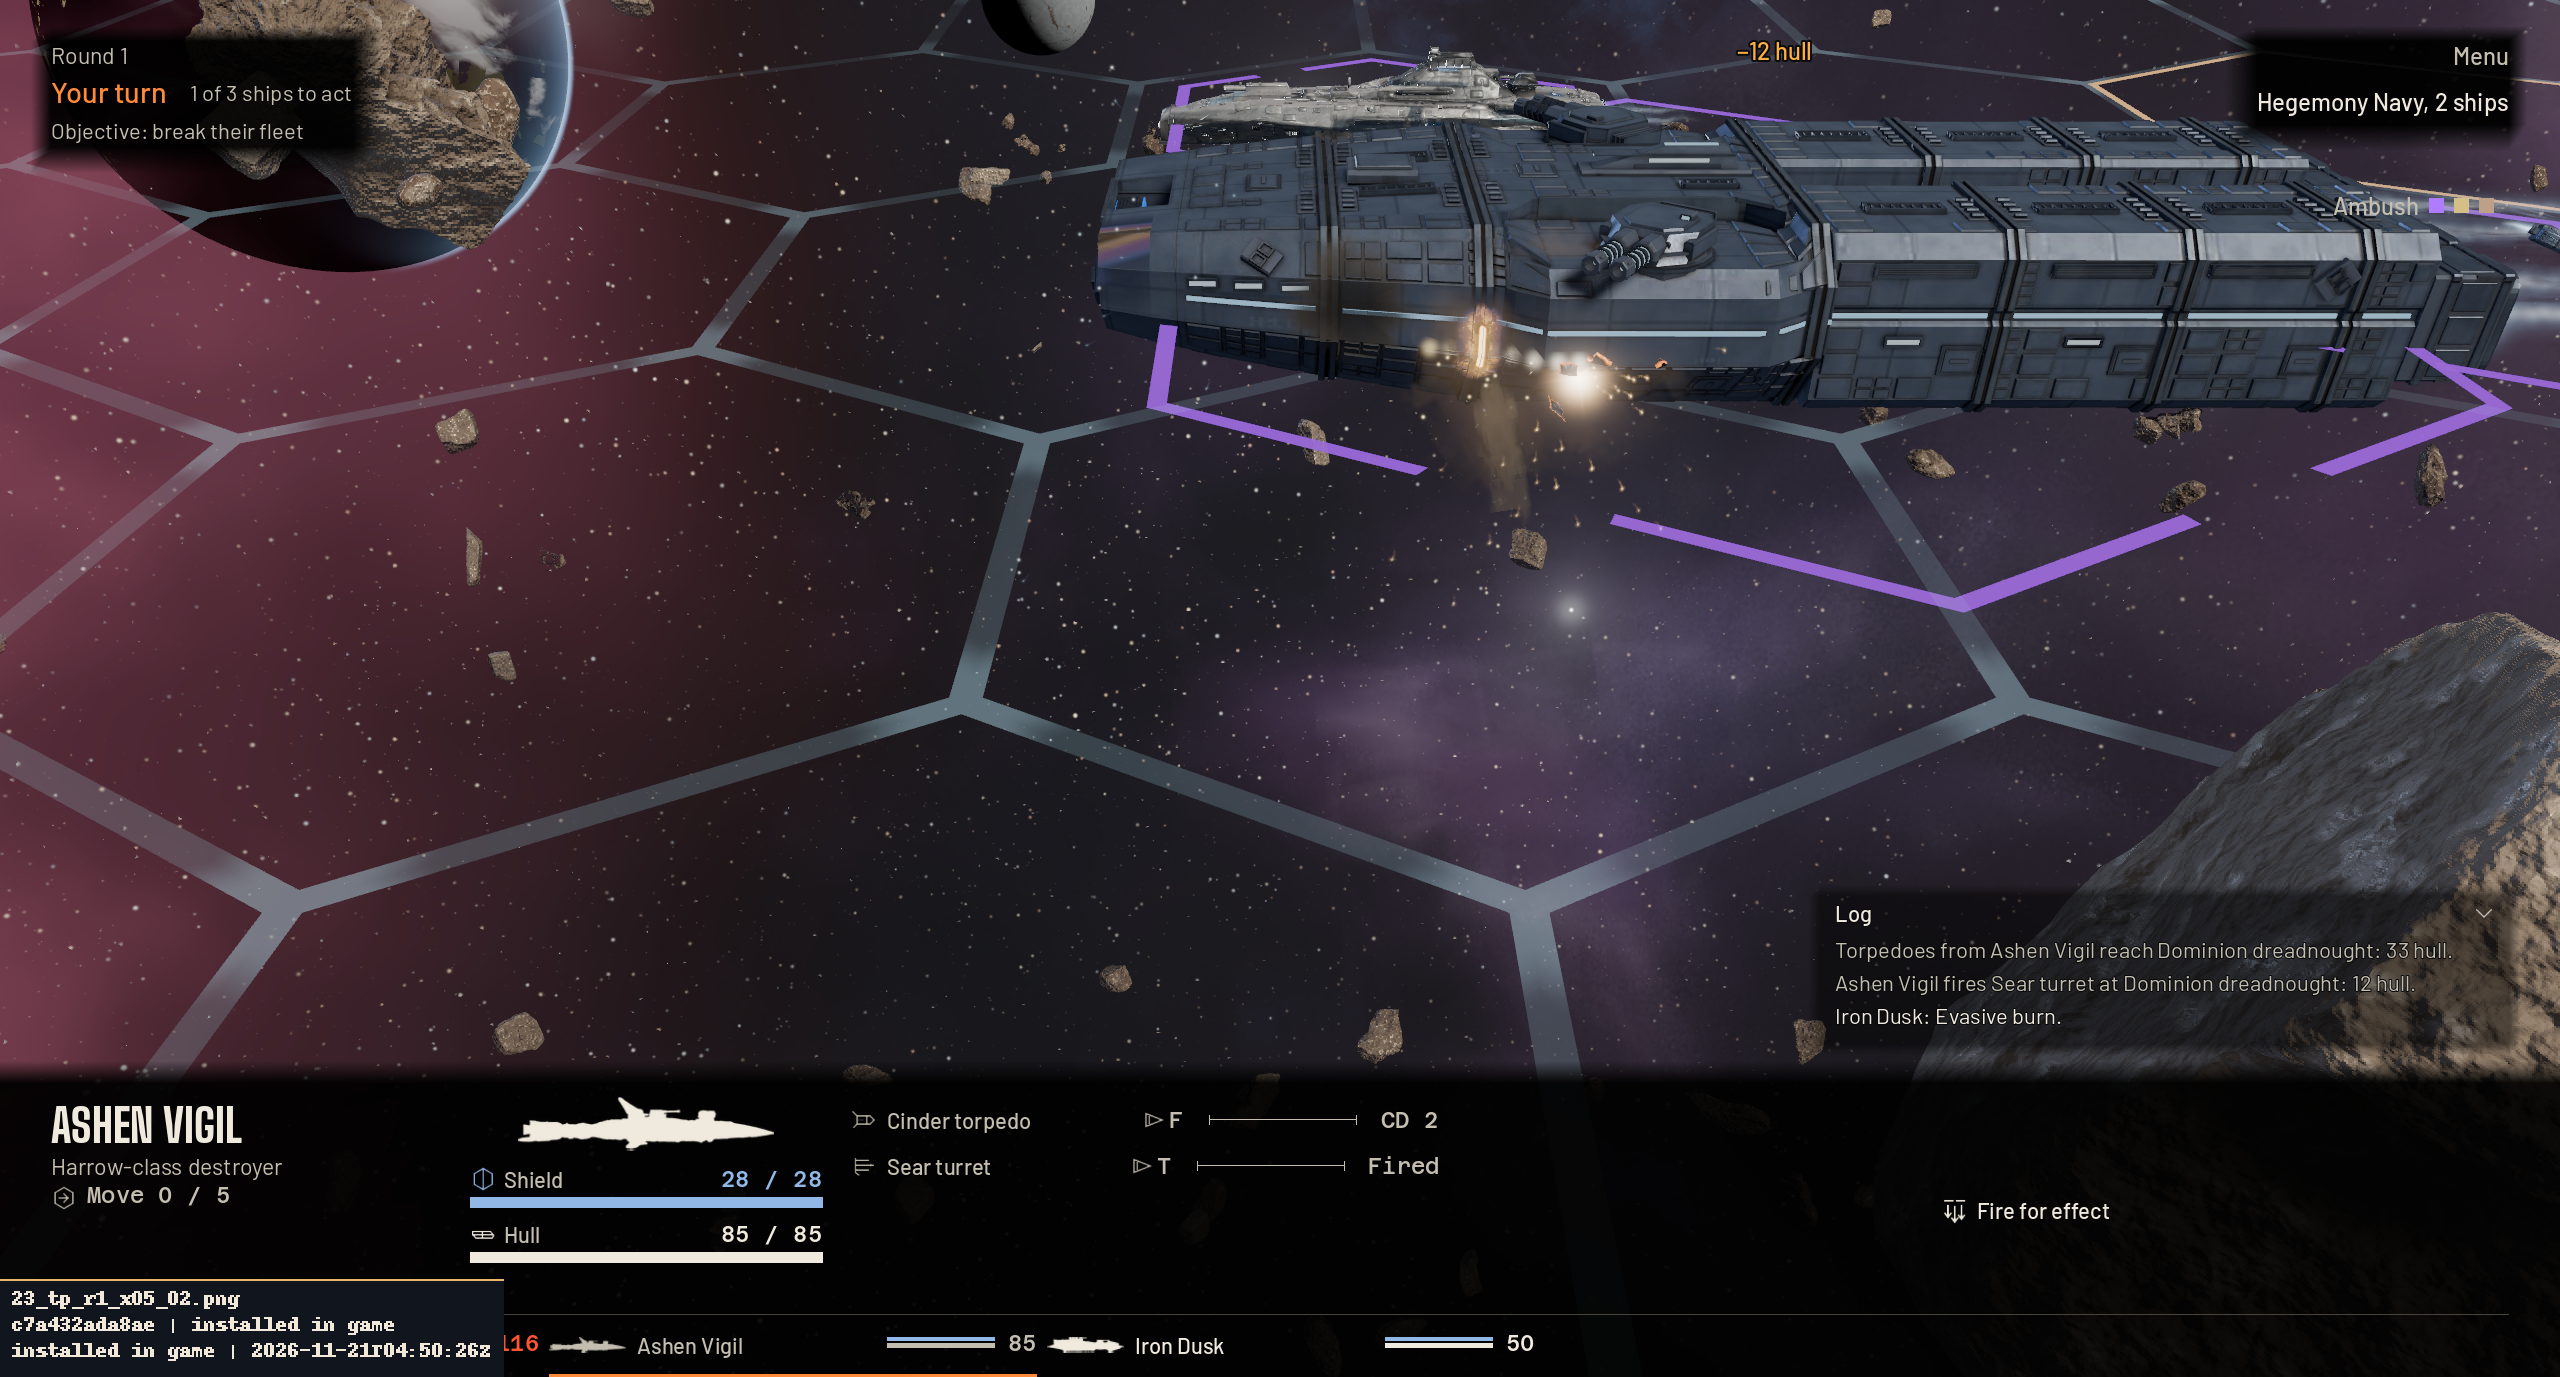 Round 1
Your turn 1 of 3 ships to act
Objective: break their fleet
−12 hull
Menu
Hegemony Navy, 2 ships
Ambush
Log
Torpedoes from Ashen Vigil reach Dominion dreadnought: 33 hull.
Ashen Vigil fires Sear turret at Dominion dreadnought: 12 hull.
Iron Dusk: Evasive burn.
ASHEN VIGIL
Harrow-class destroyer
Move 0 / 5
Shield 28 / 28
Hull 85 / 85
Cinder torpedo F CD 2
Sear turret T Fired
Fire for effect
23_tp_r1_x05_02.png
c7a432ada8ae | installed in game
installed in game | 2026-11-21T04:50:26Z
116 Ashen Vigil 85 Iron Dusk 50